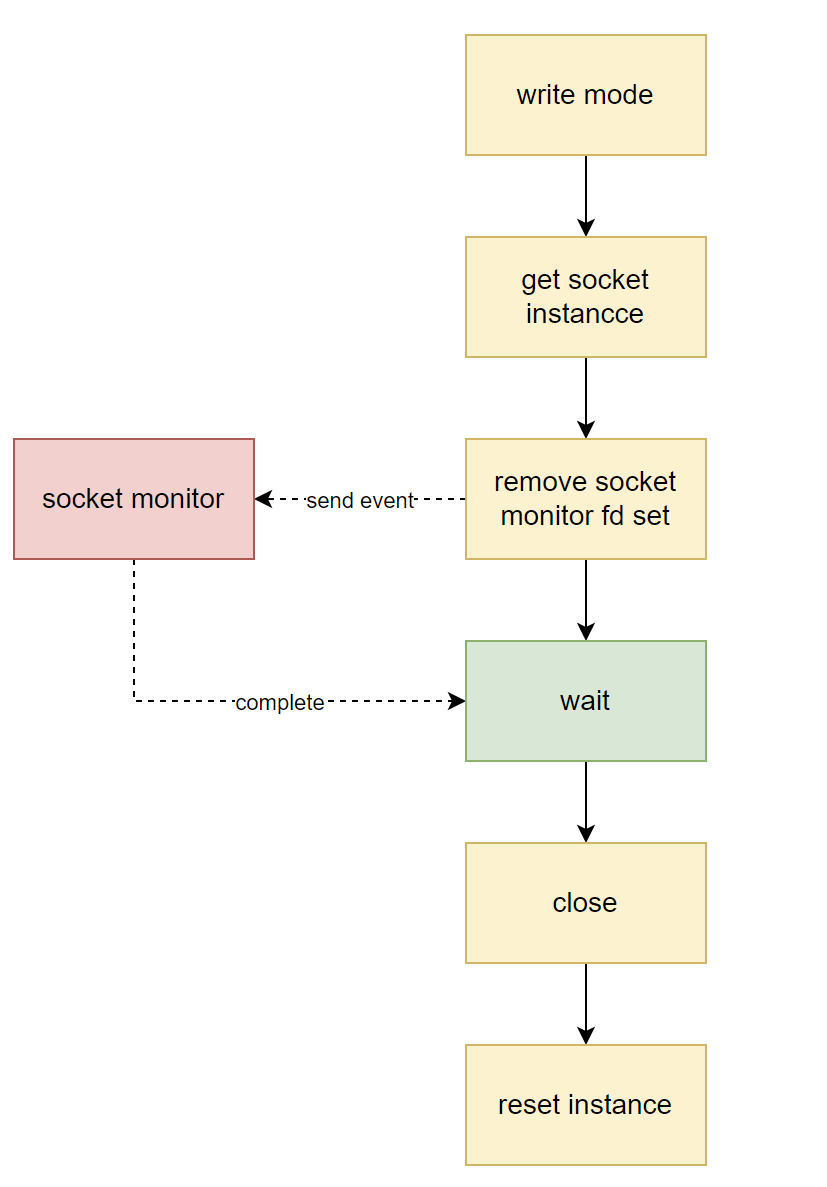 write mode
get socket
instancce
remove socket
monitor fd set
socket monitor
send event
wait
complete
close
reset instance